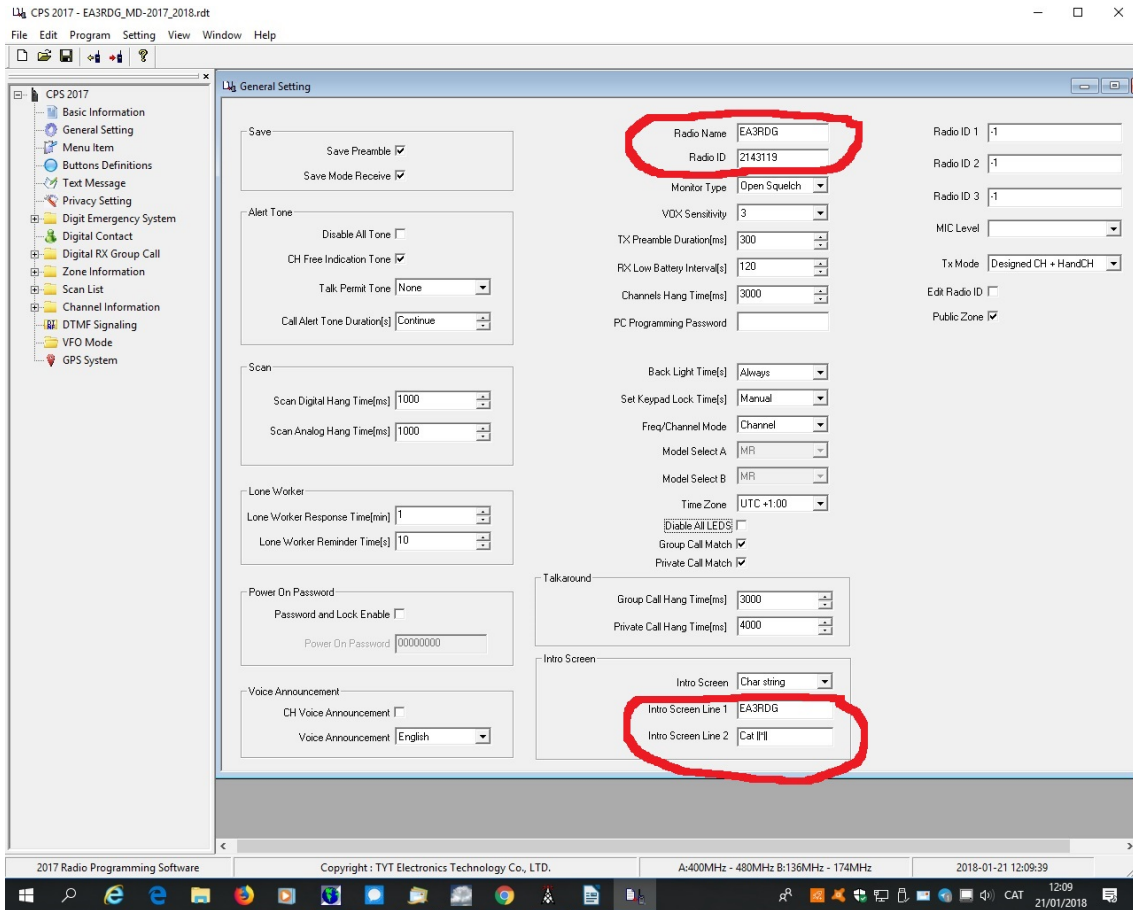 CPS 2017 - EA3RDG_MD-2017_2018.rdt
File Edit Program Setting View Window Help
CPS 2017
Basic Information
General Setting
Menu Item
Buttons Definitions
Text Message
Privacy Setting
Digit Emergency System
Digital Contact
Digital RX Group Call
Zone Information
Scan List
Channel Information
DTMF Signaling
VFO Mode
GPS System
General Setting
Save
Save Preamble
Save Mode Receive
Alert Tone
Disable All Tone
CH Free Indication Tone
Talk Permit Tone None
Call Alert Tone Duration[s] Continue
Scan
Scan Digital Hang Time[ms] 1000
Scan Analog Hang Time[ms] 1000
Lone Worker
Lone Worker Response Time[min] 1
Lone Worker Reminder Time[s] 10
Power On Password
Password and Lock Enable
Power On Password 00000000
Voice Announcement
CH Voice Announcement
Voice Announcement English
Radio Name EA3RDG
Radio ID 2143119
Monitor Type Open Squelch
VOX Sensitivity 3
TX Preamble Duration[ms] 300
RX Low Battery Interval[s] 120
Channels Hang Time[ms] 3000
PC Programming Password
Back Light Time[s] Always
Set Keypad Lock Time[s] Manual
Freq/Channel Mode Channel
Model Select A MR
Model Select B MR
Time Zone UTC +1:00
Diable All LEDS
Group Call Match
Private Call Match
Talkaround
Group Call Hang Time[ms] 3000
Private Call Hang Time[ms] 4000
Intro Screen
Intro Screen Char string
Intro Screen Line 1 EA3RDG
Intro Screen Line 2 Cat ||*||
Radio ID 1 -1
Radio ID 2 -1
Radio ID 3 -1
MIC Level
Tx Mode Designed CH + HandCH
Edit Radio ID
Public Zone
2017 Radio Programming Software Copyright : TYT Electronics Technology Co., LTD. A:400MHz - 480MHz B:136MHz - 174MHz 2018-01-21 12:09:39
CAT 12:09
21/01/2018